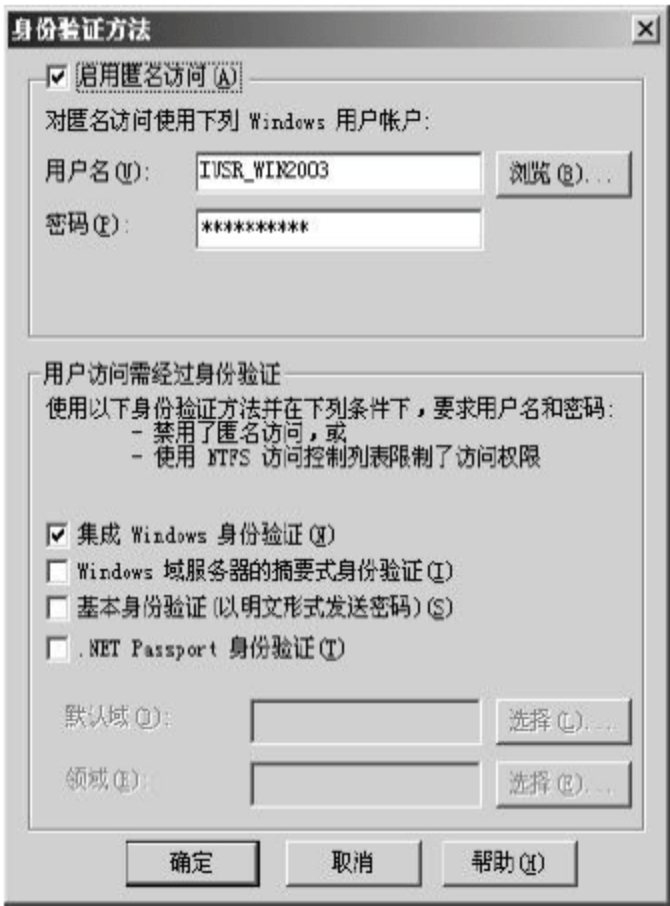 身份验证方法
启用匿名访问(A)
对匿名访问使用下列 Windows 用户帐户:
用户名(U): IUSR_WIN2003 浏览(B)...
密码(P): **********
用户访问需经过身份验证
使用以下身份验证方法并在下列条件下，要求用户名和密码:
- 禁用了匿名访问，或
- 使用 NTFS 访问控制列表限制了访问权限
集成 Windows 身份验证(N)
Windows 域服务器的摘要式身份验证(I)
基本身份验证(以明文形式发送密码)(S)
.NET Passport 身份验证(T)
默认域(D): 选择(L)...
领域(E): 选择(E)...
确定 取消 帮助(H)